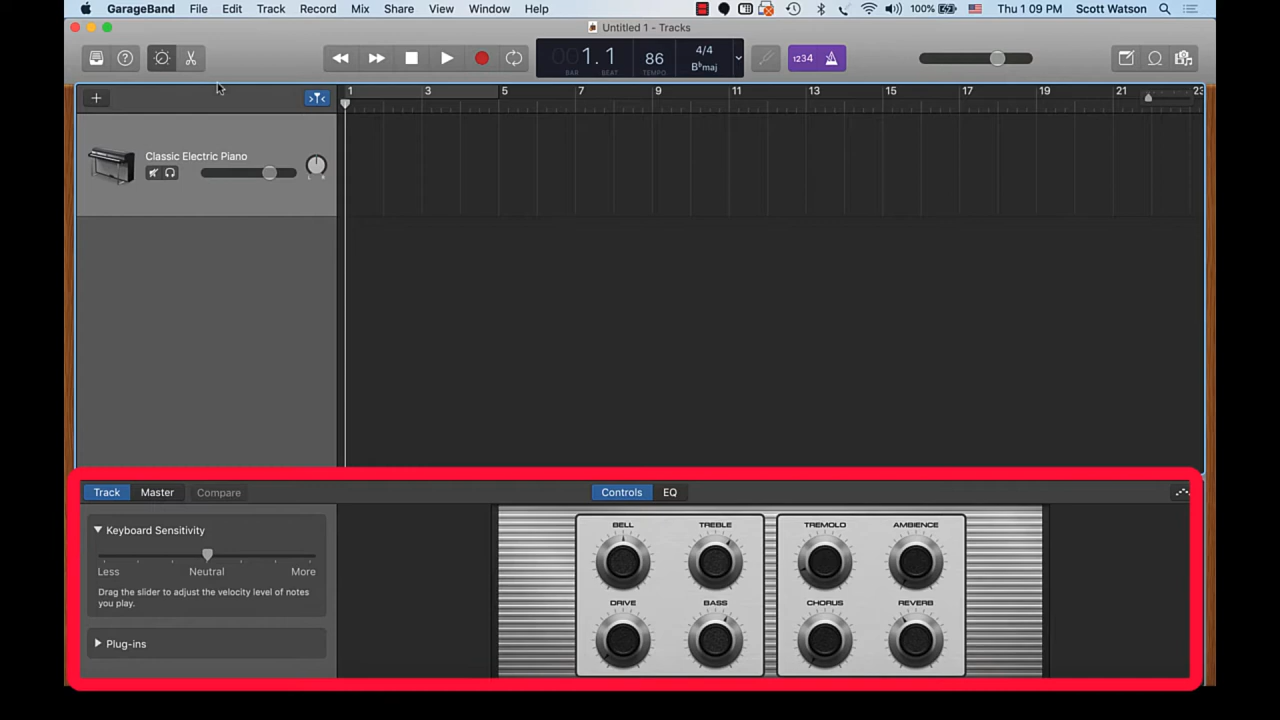 GarageBand File Edit Track Record Mix Share View Window Help 100% Thu 1 09 PM Scott Watson
Untitled 1 - Tracks
001. 1 86 4/4 1234
BAR BEAT TEMPO B♭maj
1 3 5 7 9 11 13 15 17 19 21 23
Classic Electric Piano
L R
Track Master Compare Controls EQ
Keyboard Sensitivity
Less Neutral More
Drag the slider to adjust the velocity level of notes
you play.
Plug-ins
BELL TREBLE TREMOLO AMBIENCE
DRIVE BASS CHORUS REVERB